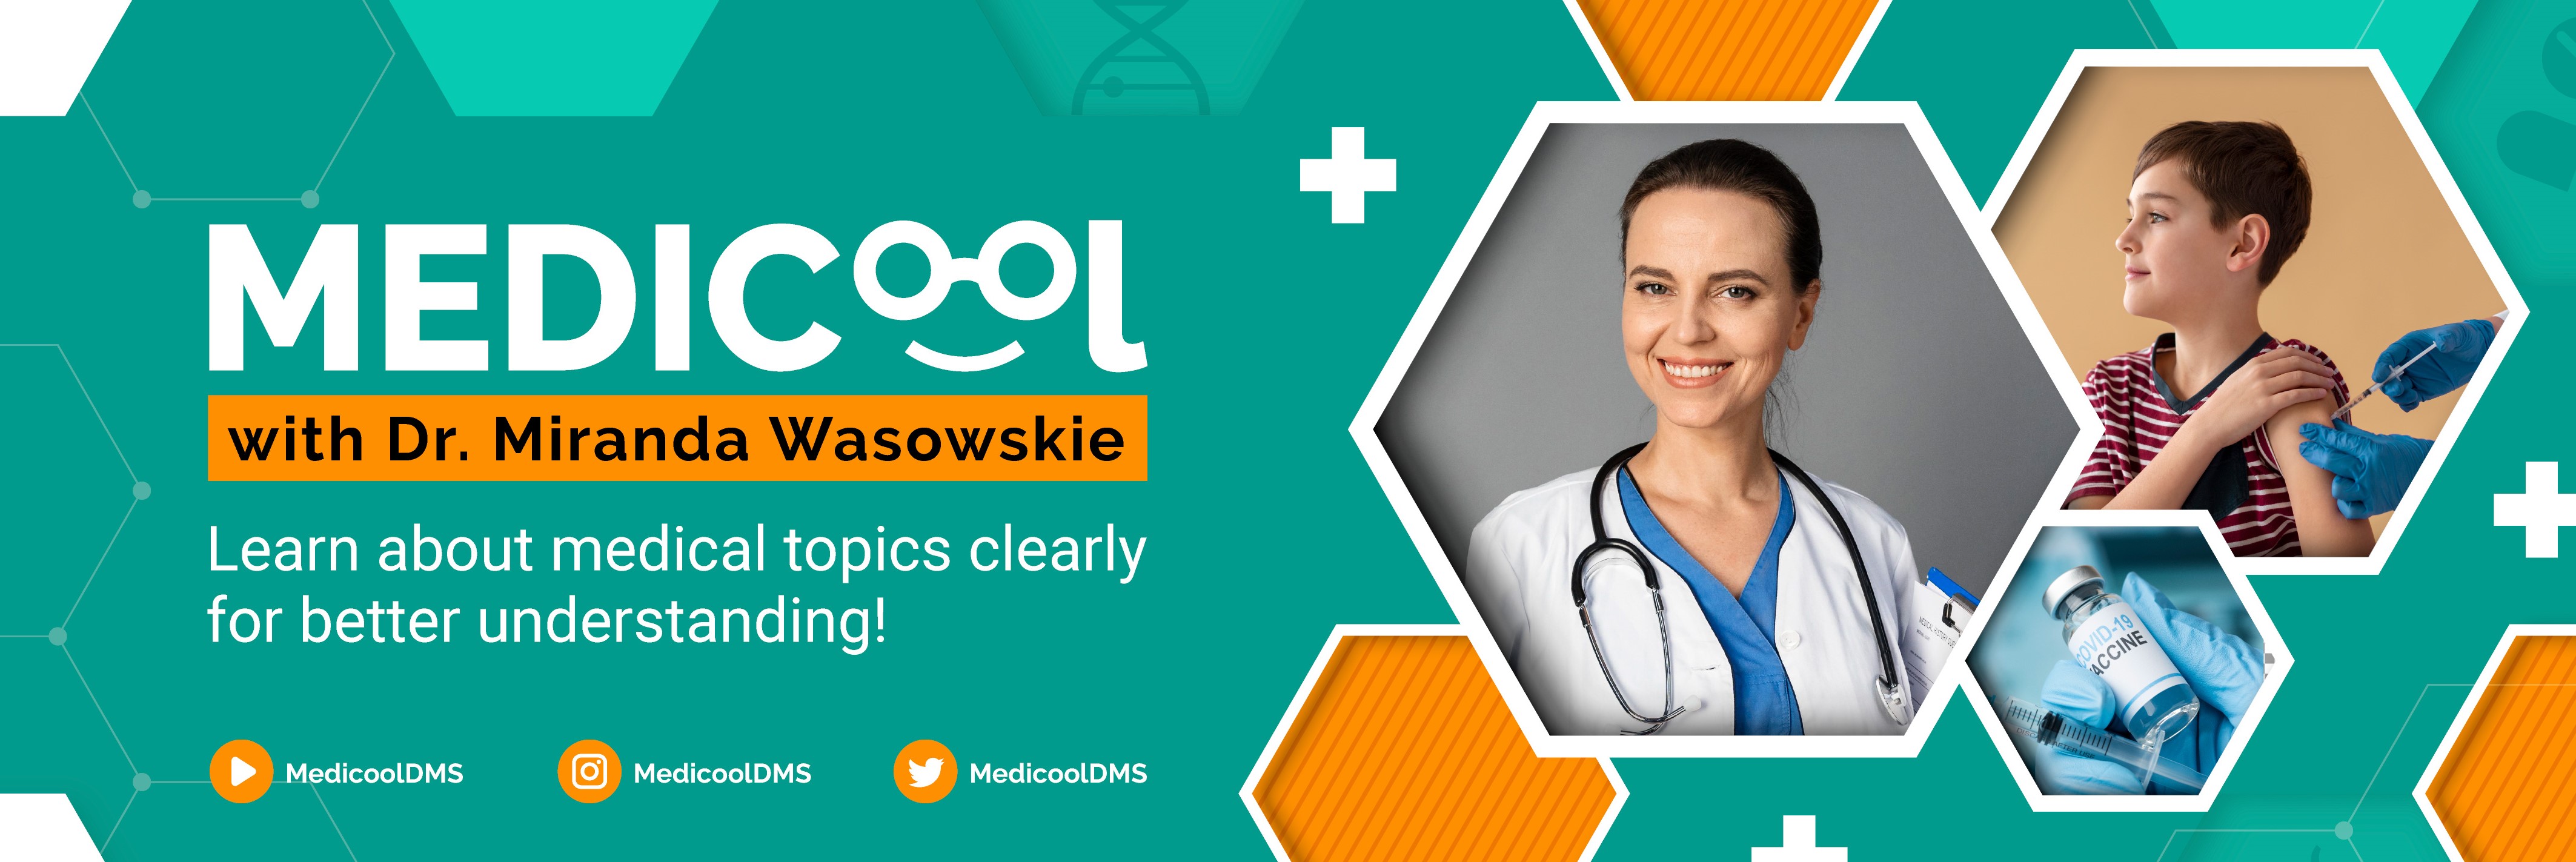 MEDICOOl
with Dr. Miranda Wasowskie
Learn about medical topics clearly
for better understanding!
MedicoolDMS
MedicoolDMS
MedicoolDMS
COVID-19
VACCINE